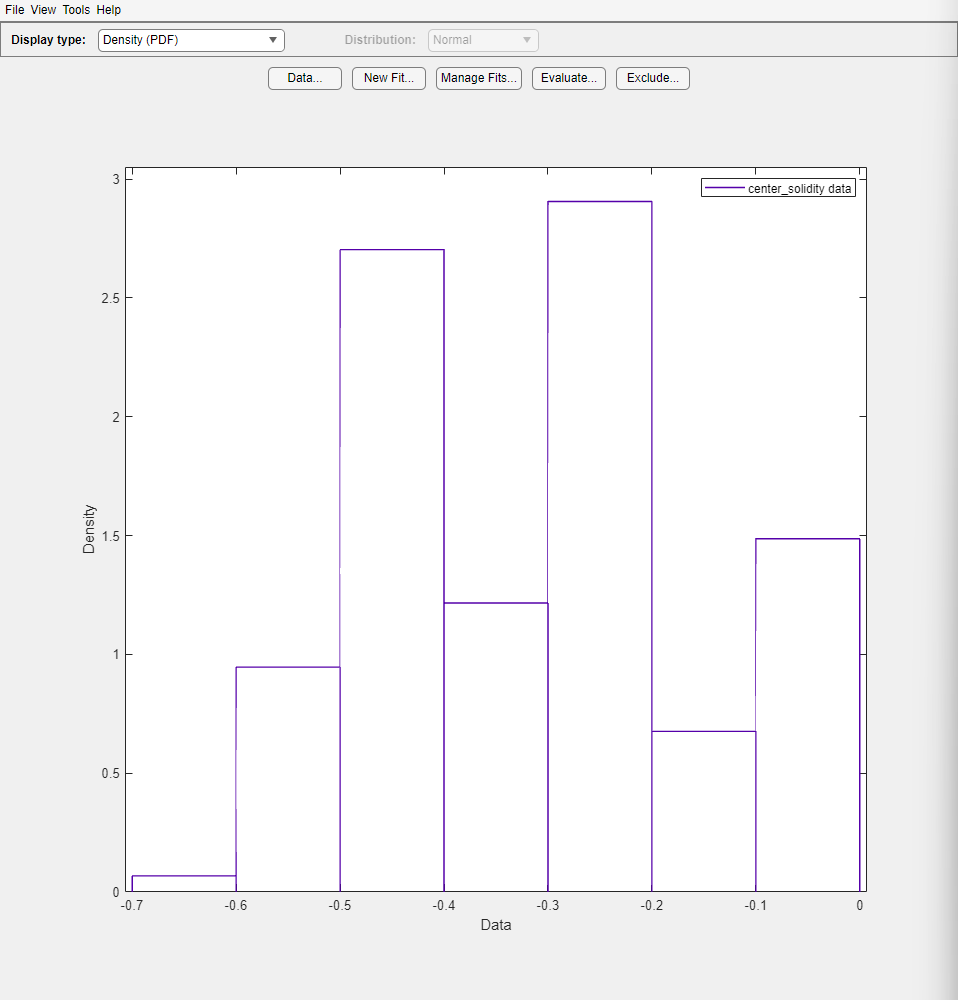 File View Tools Help
Display type: Density (PDF) Distribution: Normal
Data... New Fit... Manage Fits... Evaluate... Exclude...
3
center_solidity data
2.5
2
1.5
Density
1
0.5
0
-0.7 -0.6 -0.5 -0.4 -0.3 -0.2 -0.1 0
Data